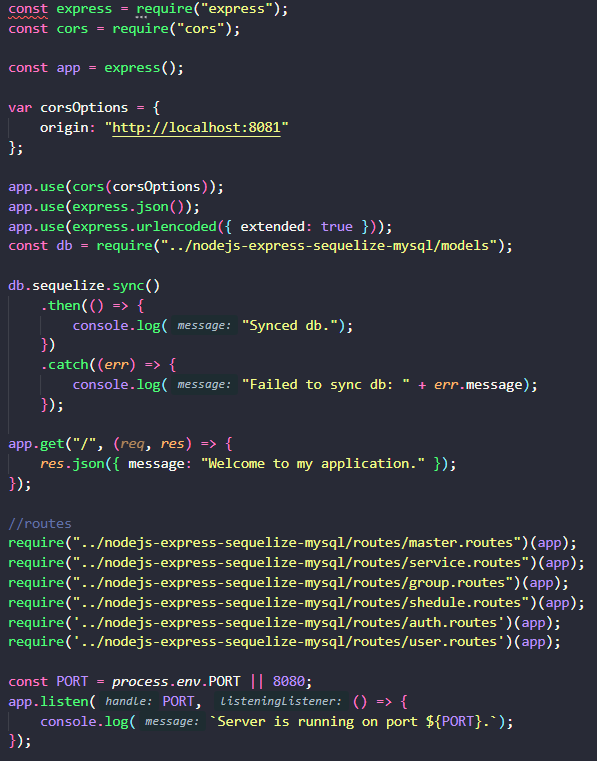 const express = require("express");
const cors = require("cors");

const app = express();

var corsOptions = {
    origin: "http://localhost:8081"
};

app.use(cors(corsOptions));
app.use(express.json());
app.use(express.urlencoded({ extended: true }));
const db = require("../nodejs-express-sequelize-mysql/models");

db.sequelize.sync()
    .then(() => {
        console.log( message: "Synced db.");
    })
    .catch((err) => {
        console.log( message: "Failed to sync db: " + err.message);
    });

app.get("/", (req, res) => {
    res.json({ message: "Welcome to my application." });
});

//routes
require("../nodejs-express-sequelize-mysql/routes/master.routes")(app);
require("../nodejs-express-sequelize-mysql/routes/service.routes")(app);
require("../nodejs-express-sequelize-mysql/routes/group.routes")(app);
require("../nodejs-express-sequelize-mysql/routes/shedule.routes")(app);
require('../nodejs-express-sequelize-mysql/routes/auth.routes')(app);
require('../nodejs-express-sequelize-mysql/routes/user.routes')(app);

const PORT = process.env.PORT || 8080;
app.listen( handle: PORT, listeningListener: () => {
    console.log( message: `Server is running on port ${PORT}.`);
});